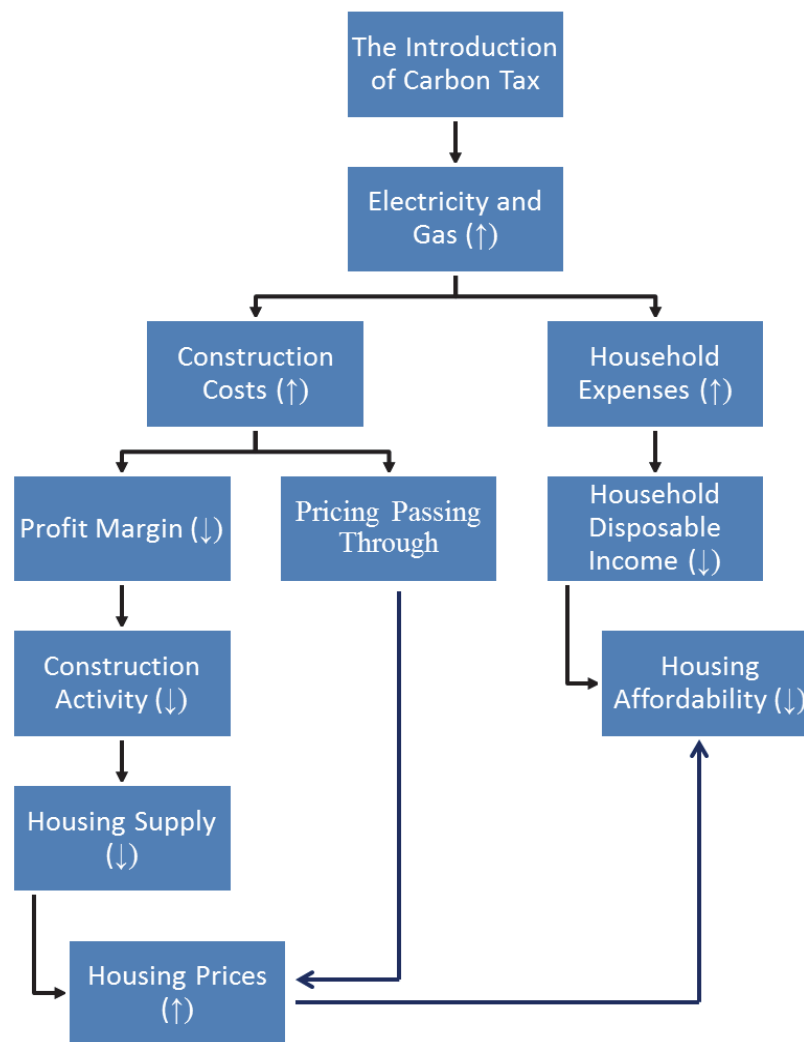 The Introduction
of Carbon Tax
Electricity and
Gas (↑)
Construction
Costs (↑)
Household
Expenses (↑)
Profit Margin (↓)
Pricing Passing
Through
Household
Disposable
Income (↓)
Construction
Activity (↓)
Housing
Affordability (↓)
Housing Supply
(↓)
Housing Prices
(↑)